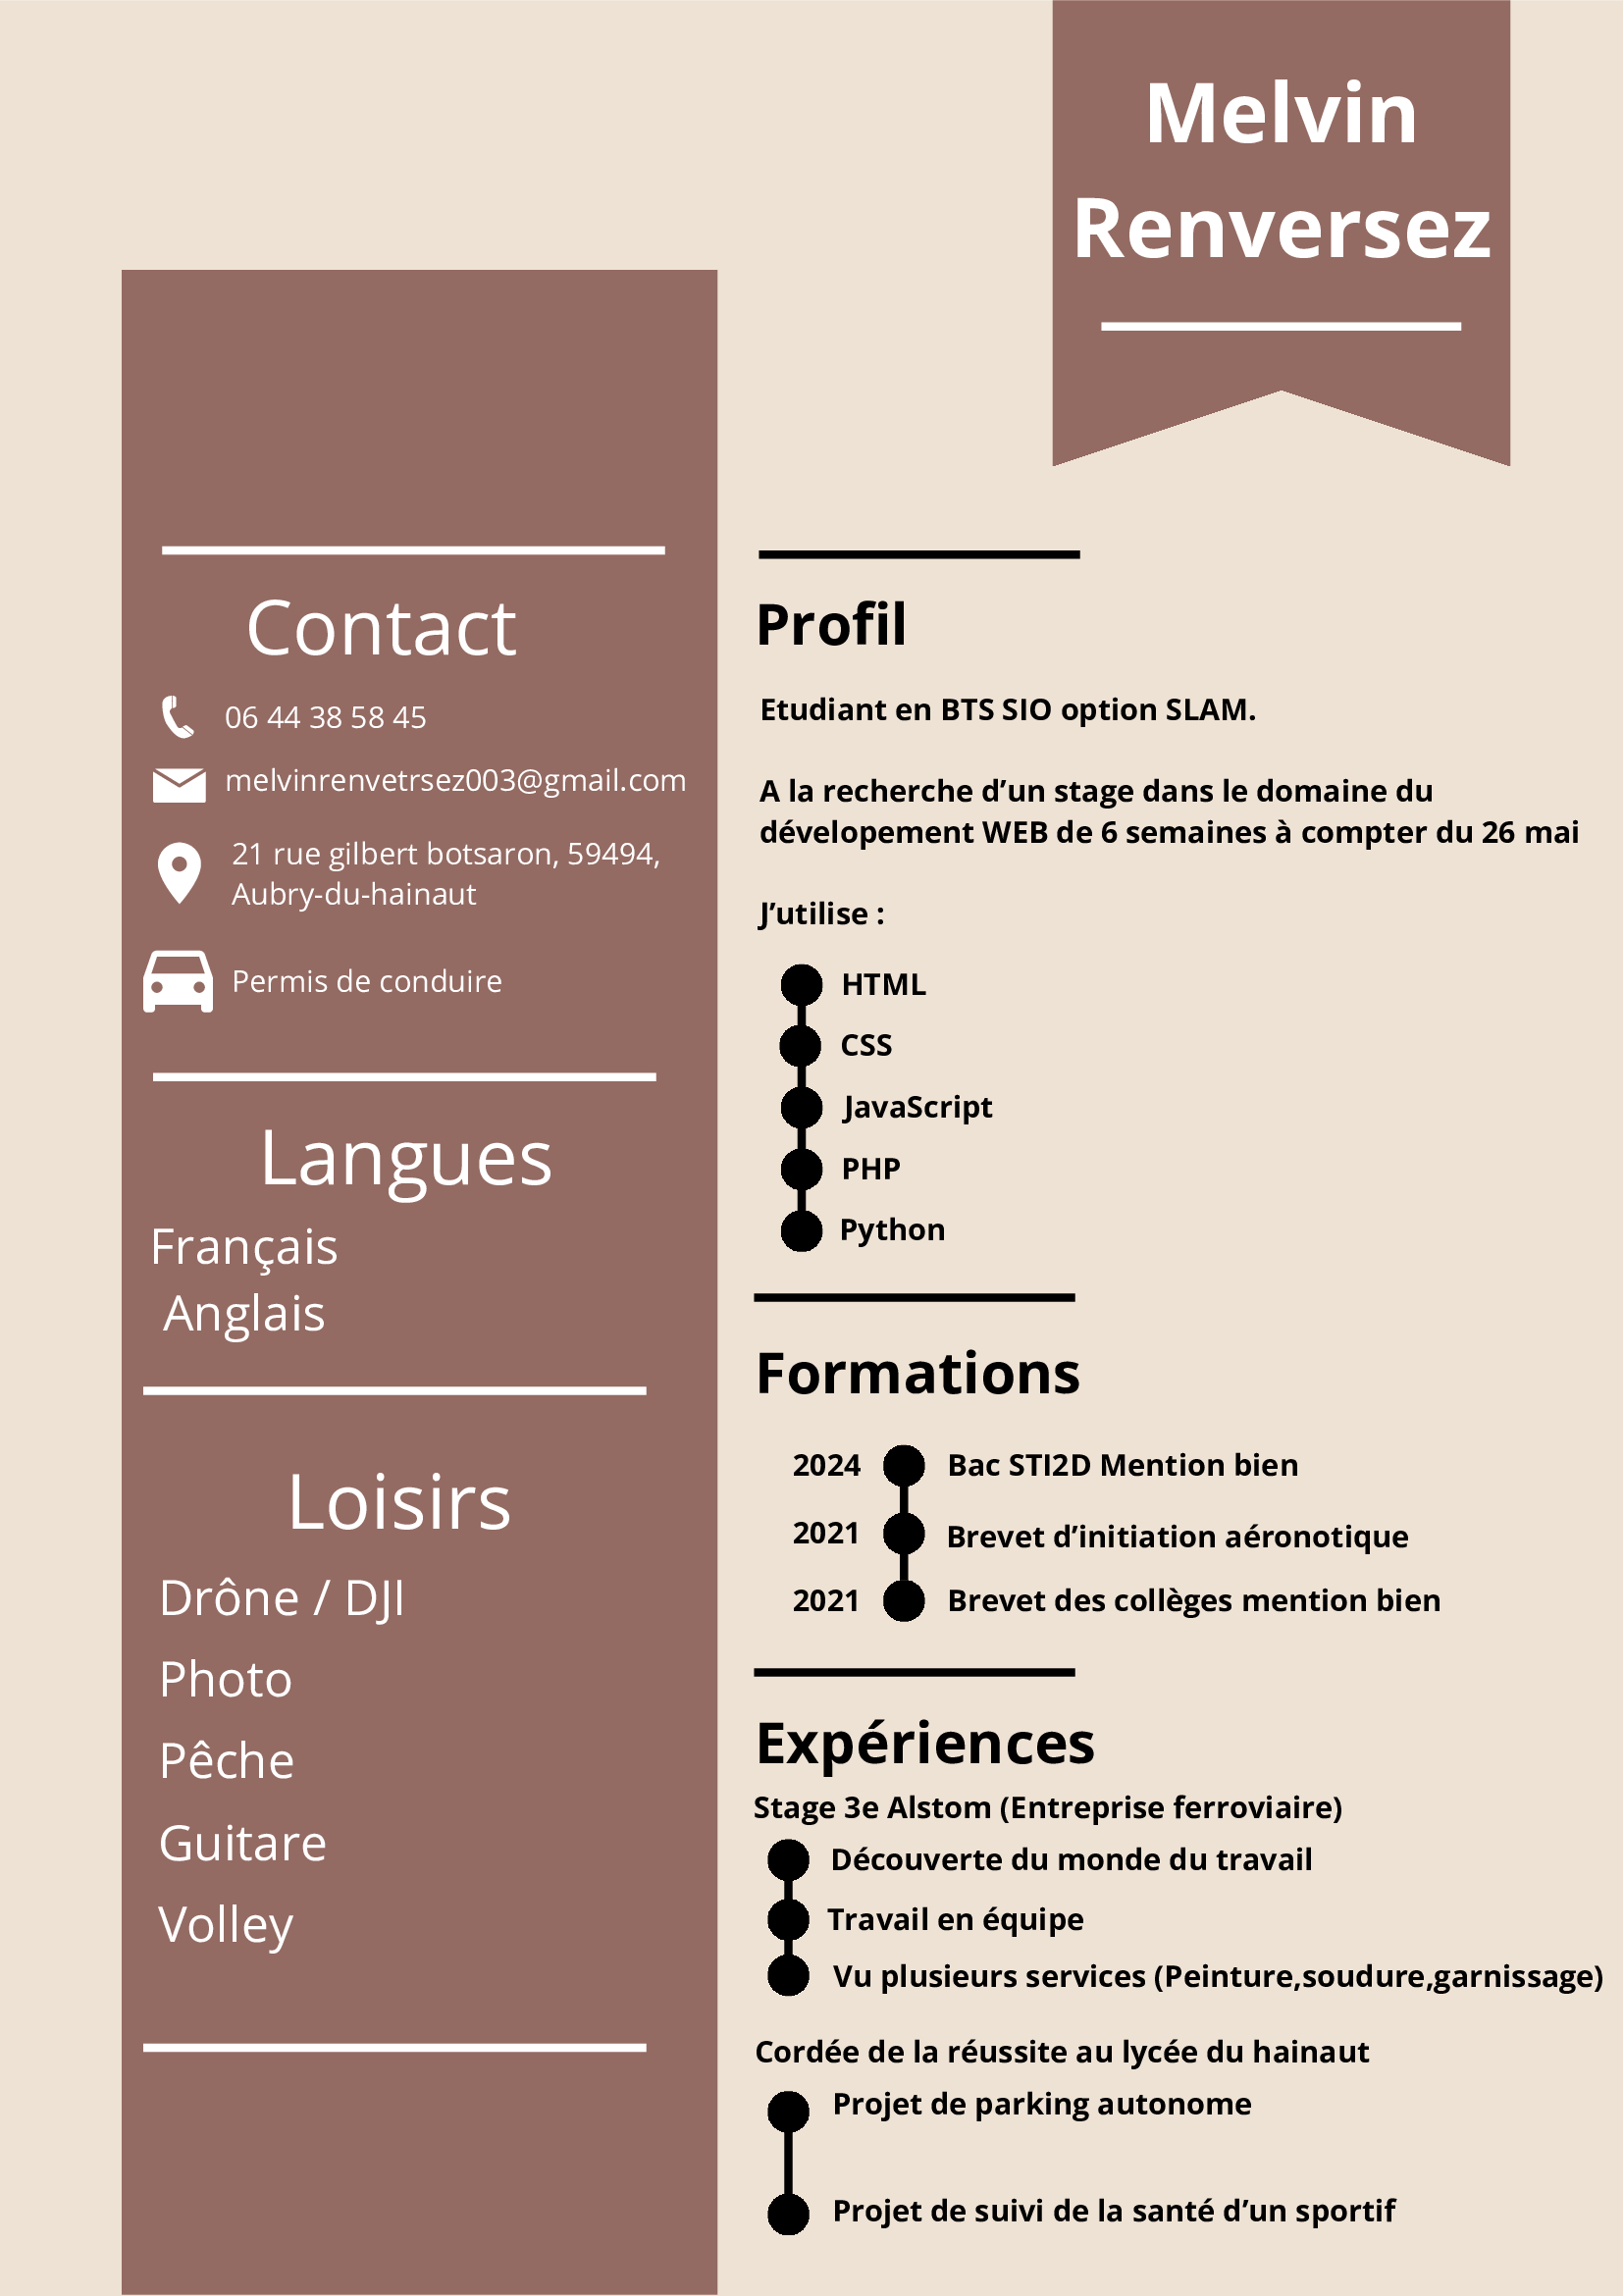 Melvin
Renversez
Contact
06 44 38 58 45
melvinrenvetrsez003@gmail.com
21 rue gilbert botsaron, 59494,
Aubry-du-hainaut
Permis de conduire
Langues
Français
Anglais
Loisirs
Drône / DJI
Photo
Pêche
Guitare
Volley
Profil
Etudiant en BTS SIO option SLAM.
A la recherche d’un stage dans le domaine du
dévelopement WEB de 6 semaines à compter du 26 mai
J’utilise :
HTML
CSS
JavaScript
PHP
Python
Formations
2024 Bac STI2D Mention bien
2021 Brevet d’initiation aéronotique
2021 Brevet des collèges mention bien
Expériences
Stage 3e Alstom (Entreprise ferroviaire)
Découverte du monde du travail
Travail en équipe
Vu plusieurs services (Peinture,soudure,garnissage)
Cordée de la réussite au lycée du hainaut
Projet de parking autonome
Projet de suivi de la santé d’un sportif